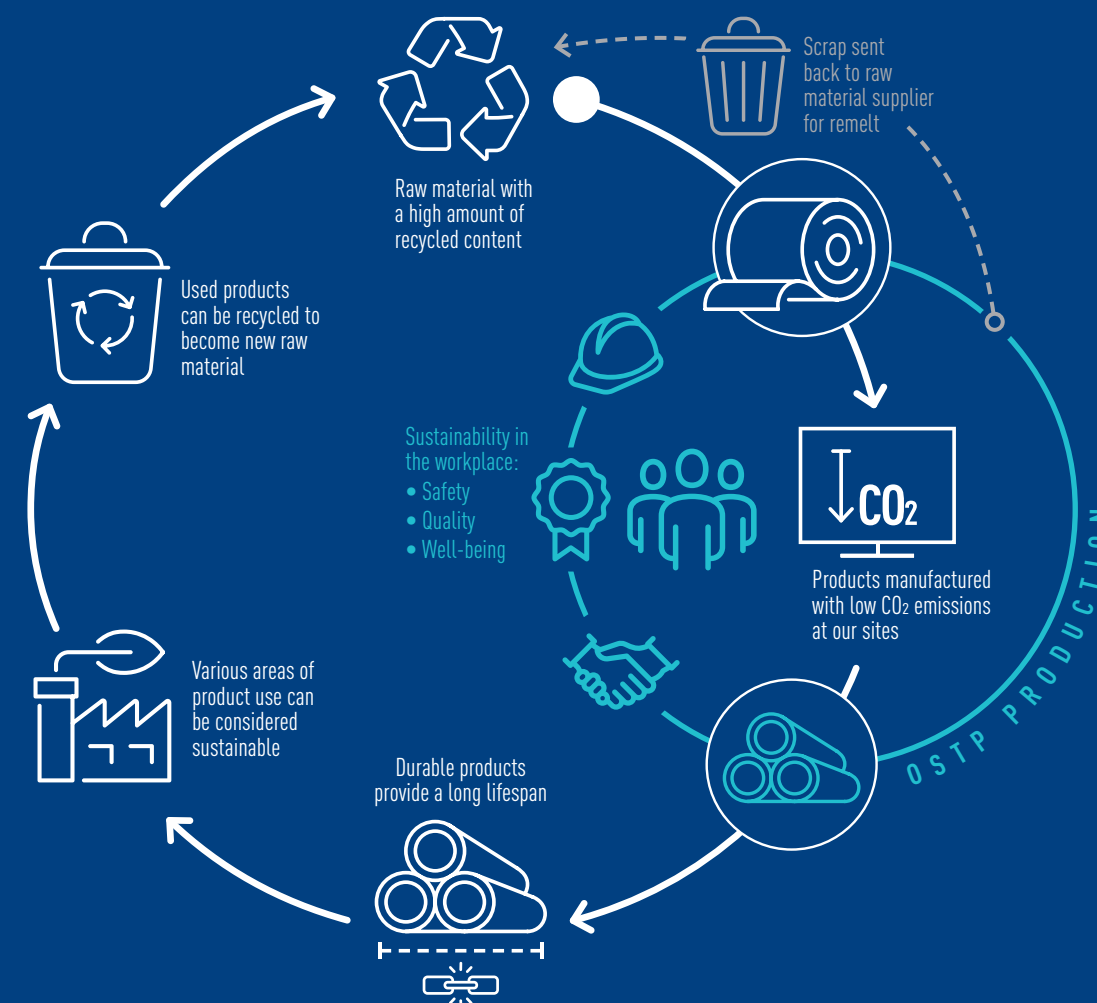 Scrap sent
back to raw
material supplier
for remelt
Raw material with
a high amount of
recycled content
Used products
can be recycled to
become new raw
material
Sustainability in
the workplace:
• Safety
• Quality
• Well-being
CO2
Products manufactured
with low CO2 emissions
at our sites
OSTP PRODUCTION
Various areas of
product use can
be considered
sustainable
Durable products
provide a long lifespan